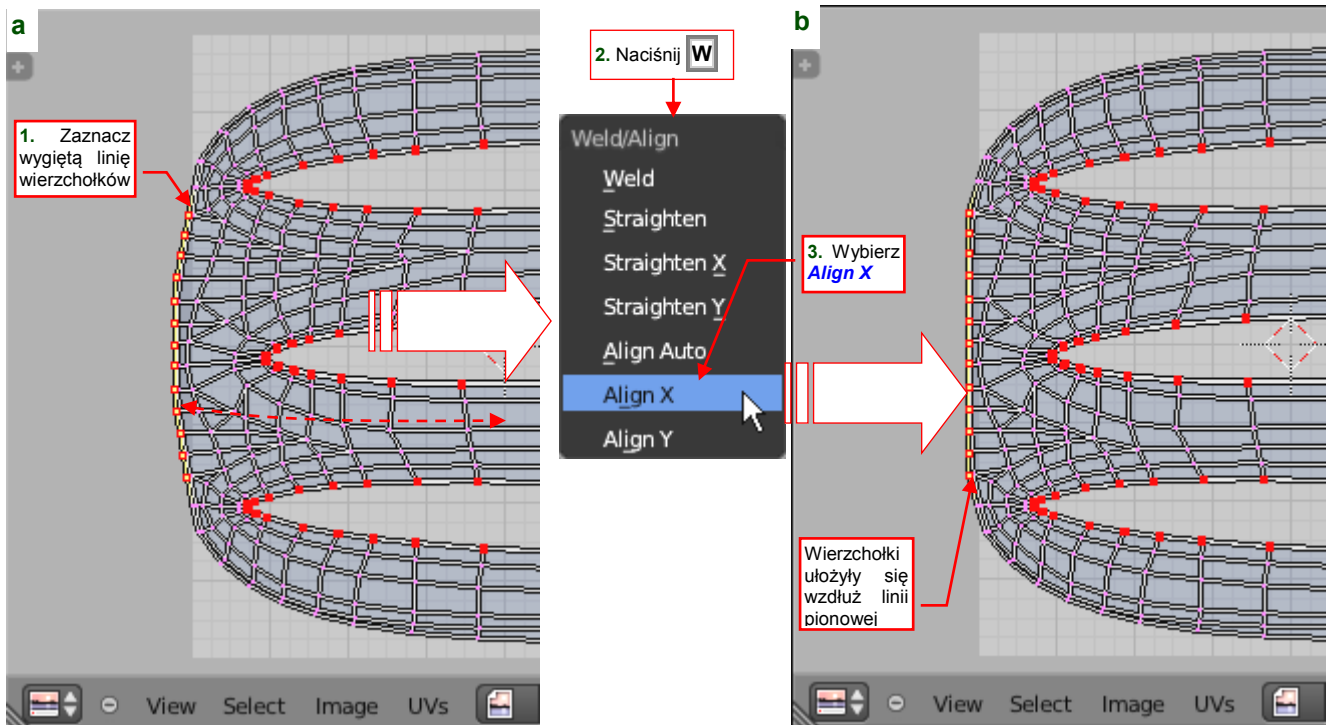 a
1. Zaznacz
wygiętą linię
wierzchołków
View Select Image UVs
2. Naciśnij W
Weld/Align
Weld
Straighten
Straighten X
Straighten Y
Align Auto
Align X
Align Y
b
3. Wybierz
Align X
Wierzchołki
ułożyły się
wzdłuż linii
pionowej
View Select Image UVs